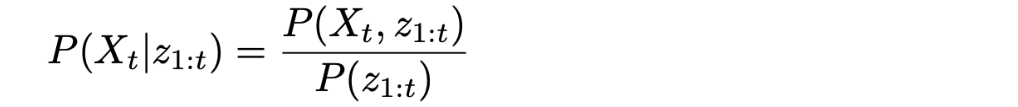 $P(X_t|z_{1:t}) = \frac{P(X_t, z_{1:t})}{P(z_{1:t})}$